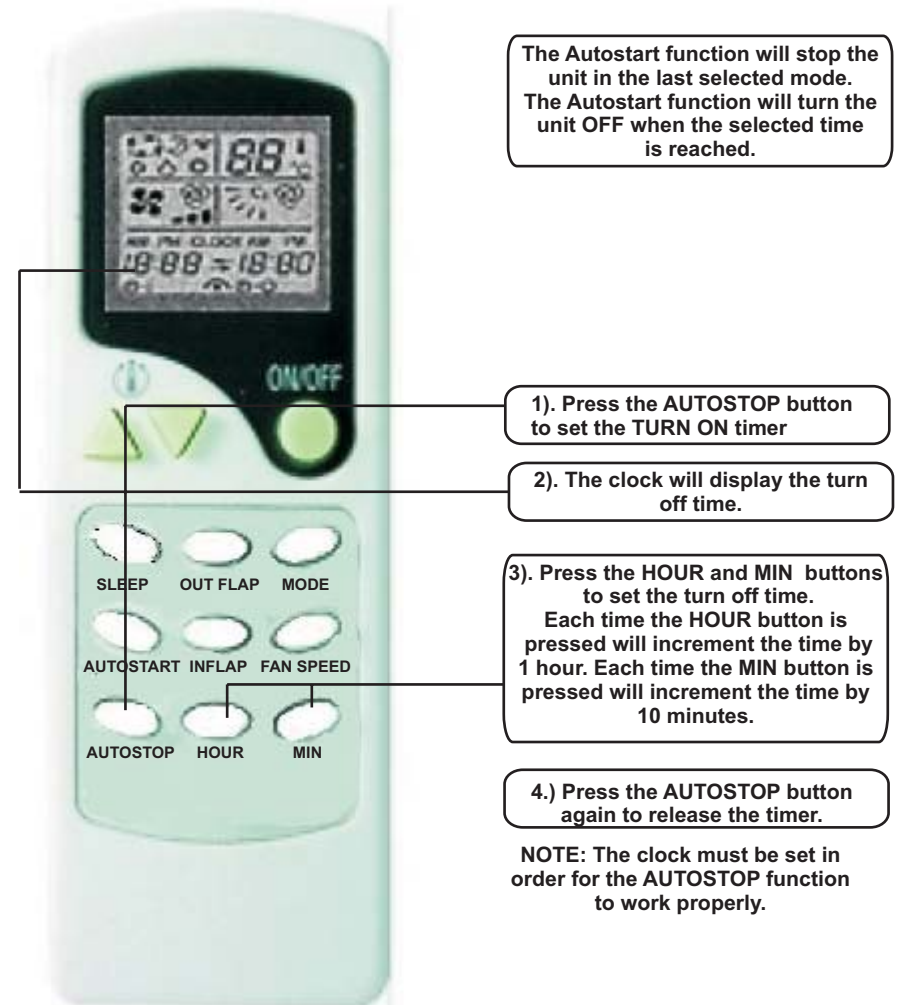 The Autostart function will stop the
unit in the last selected mode.
The Autostart function will turn the
unit OFF when the selected time
is reached.
88 °C
AM PM CLOCK AM PM
18:88 18:80
ON/OFF
1). Press the AUTOSTOP button
to set the TURN ON timer
2). The clock will display the turn
off time.
SLEEP OUT FLAP MODE
3). Press the HOUR and MIN buttons
to set the turn off time.
Each time the HOUR button is
pressed will increment the time by
1 hour. Each time the MIN button is
pressed will increment the time by
10 minutes.
AUTOSTART INFLAP FAN SPEED
AUTOSTOP HOUR MIN
4.) Press the AUTOSTOP button
again to release the timer.
NOTE: The clock must be set in
order for the AUTOSTOP function
to work properly.